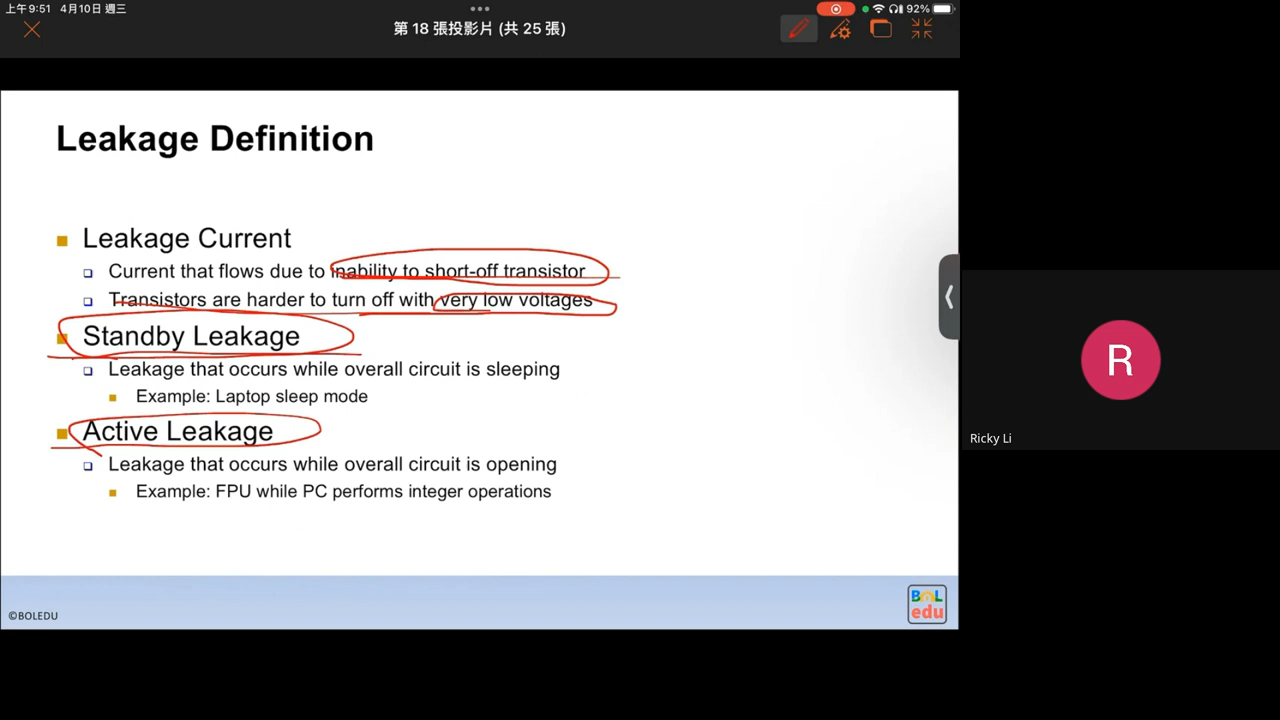 上午9:51 4月10日 週三
92%
第 18 張投影片 (共 25 張)
Leakage Definition
Leakage Current
Current that flows due to inability to short-off transistor
Transistors are harder to turn off with very low voltages
Standby Leakage
Leakage that occurs while overall circuit is sleeping
Example: Laptop sleep mode
Active Leakage
Leakage that occurs while overall circuit is opening
Example: FPU while PC performs integer operations
©BOLEDU
BOL
edu
R
Ricky Li